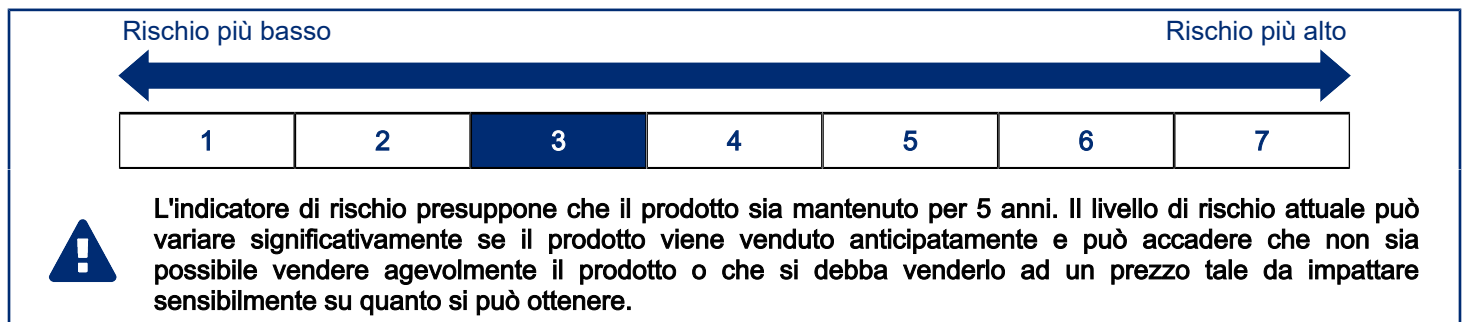 Rischio più basso Rischio più alto
1 2 3 4 5 6 7
L'indicatore di rischio presuppone che il prodotto sia mantenuto per 5 anni. Il livello di rischio attuale può
variare significativamente se il prodotto viene venduto anticipatamente e può accadere che non sia
possibile vendere agevolmente il prodotto o che si debba venderlo ad un prezzo tale da impattare
sensibilmente su quanto si può ottenere.